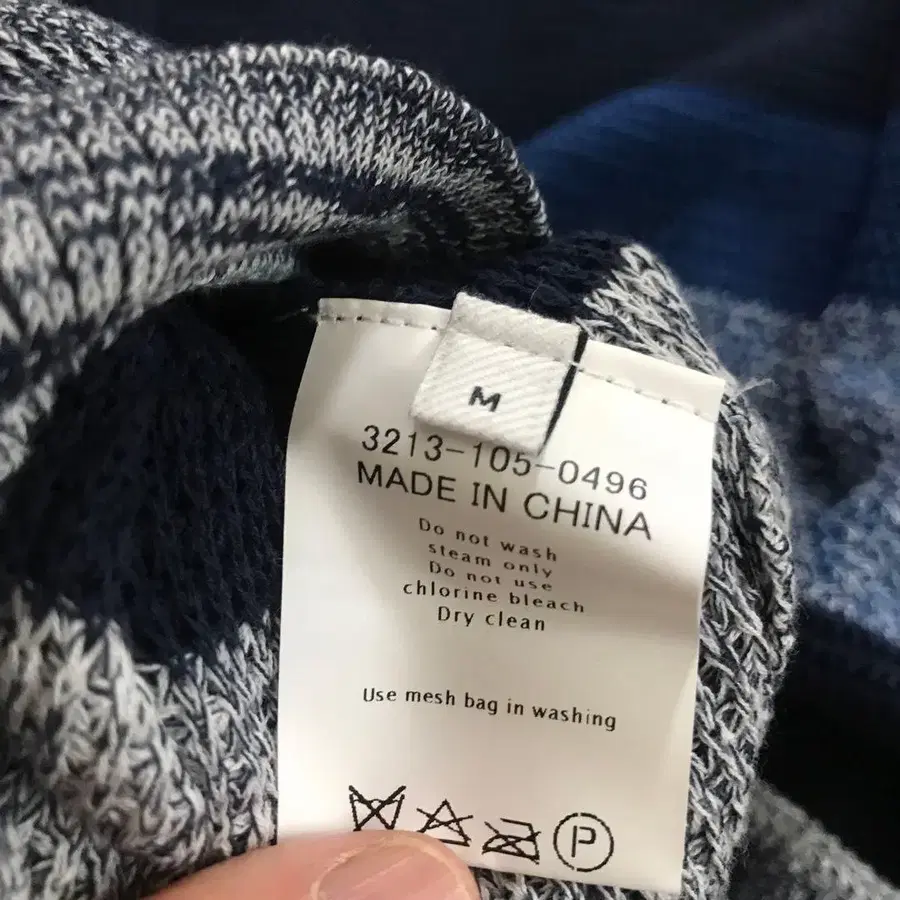 M
3213-105-0496
MADE IN CHINA
Do not wash
steam only
Do not use
chlorine bleach
Dry clean
Use mesh bag in washing
P